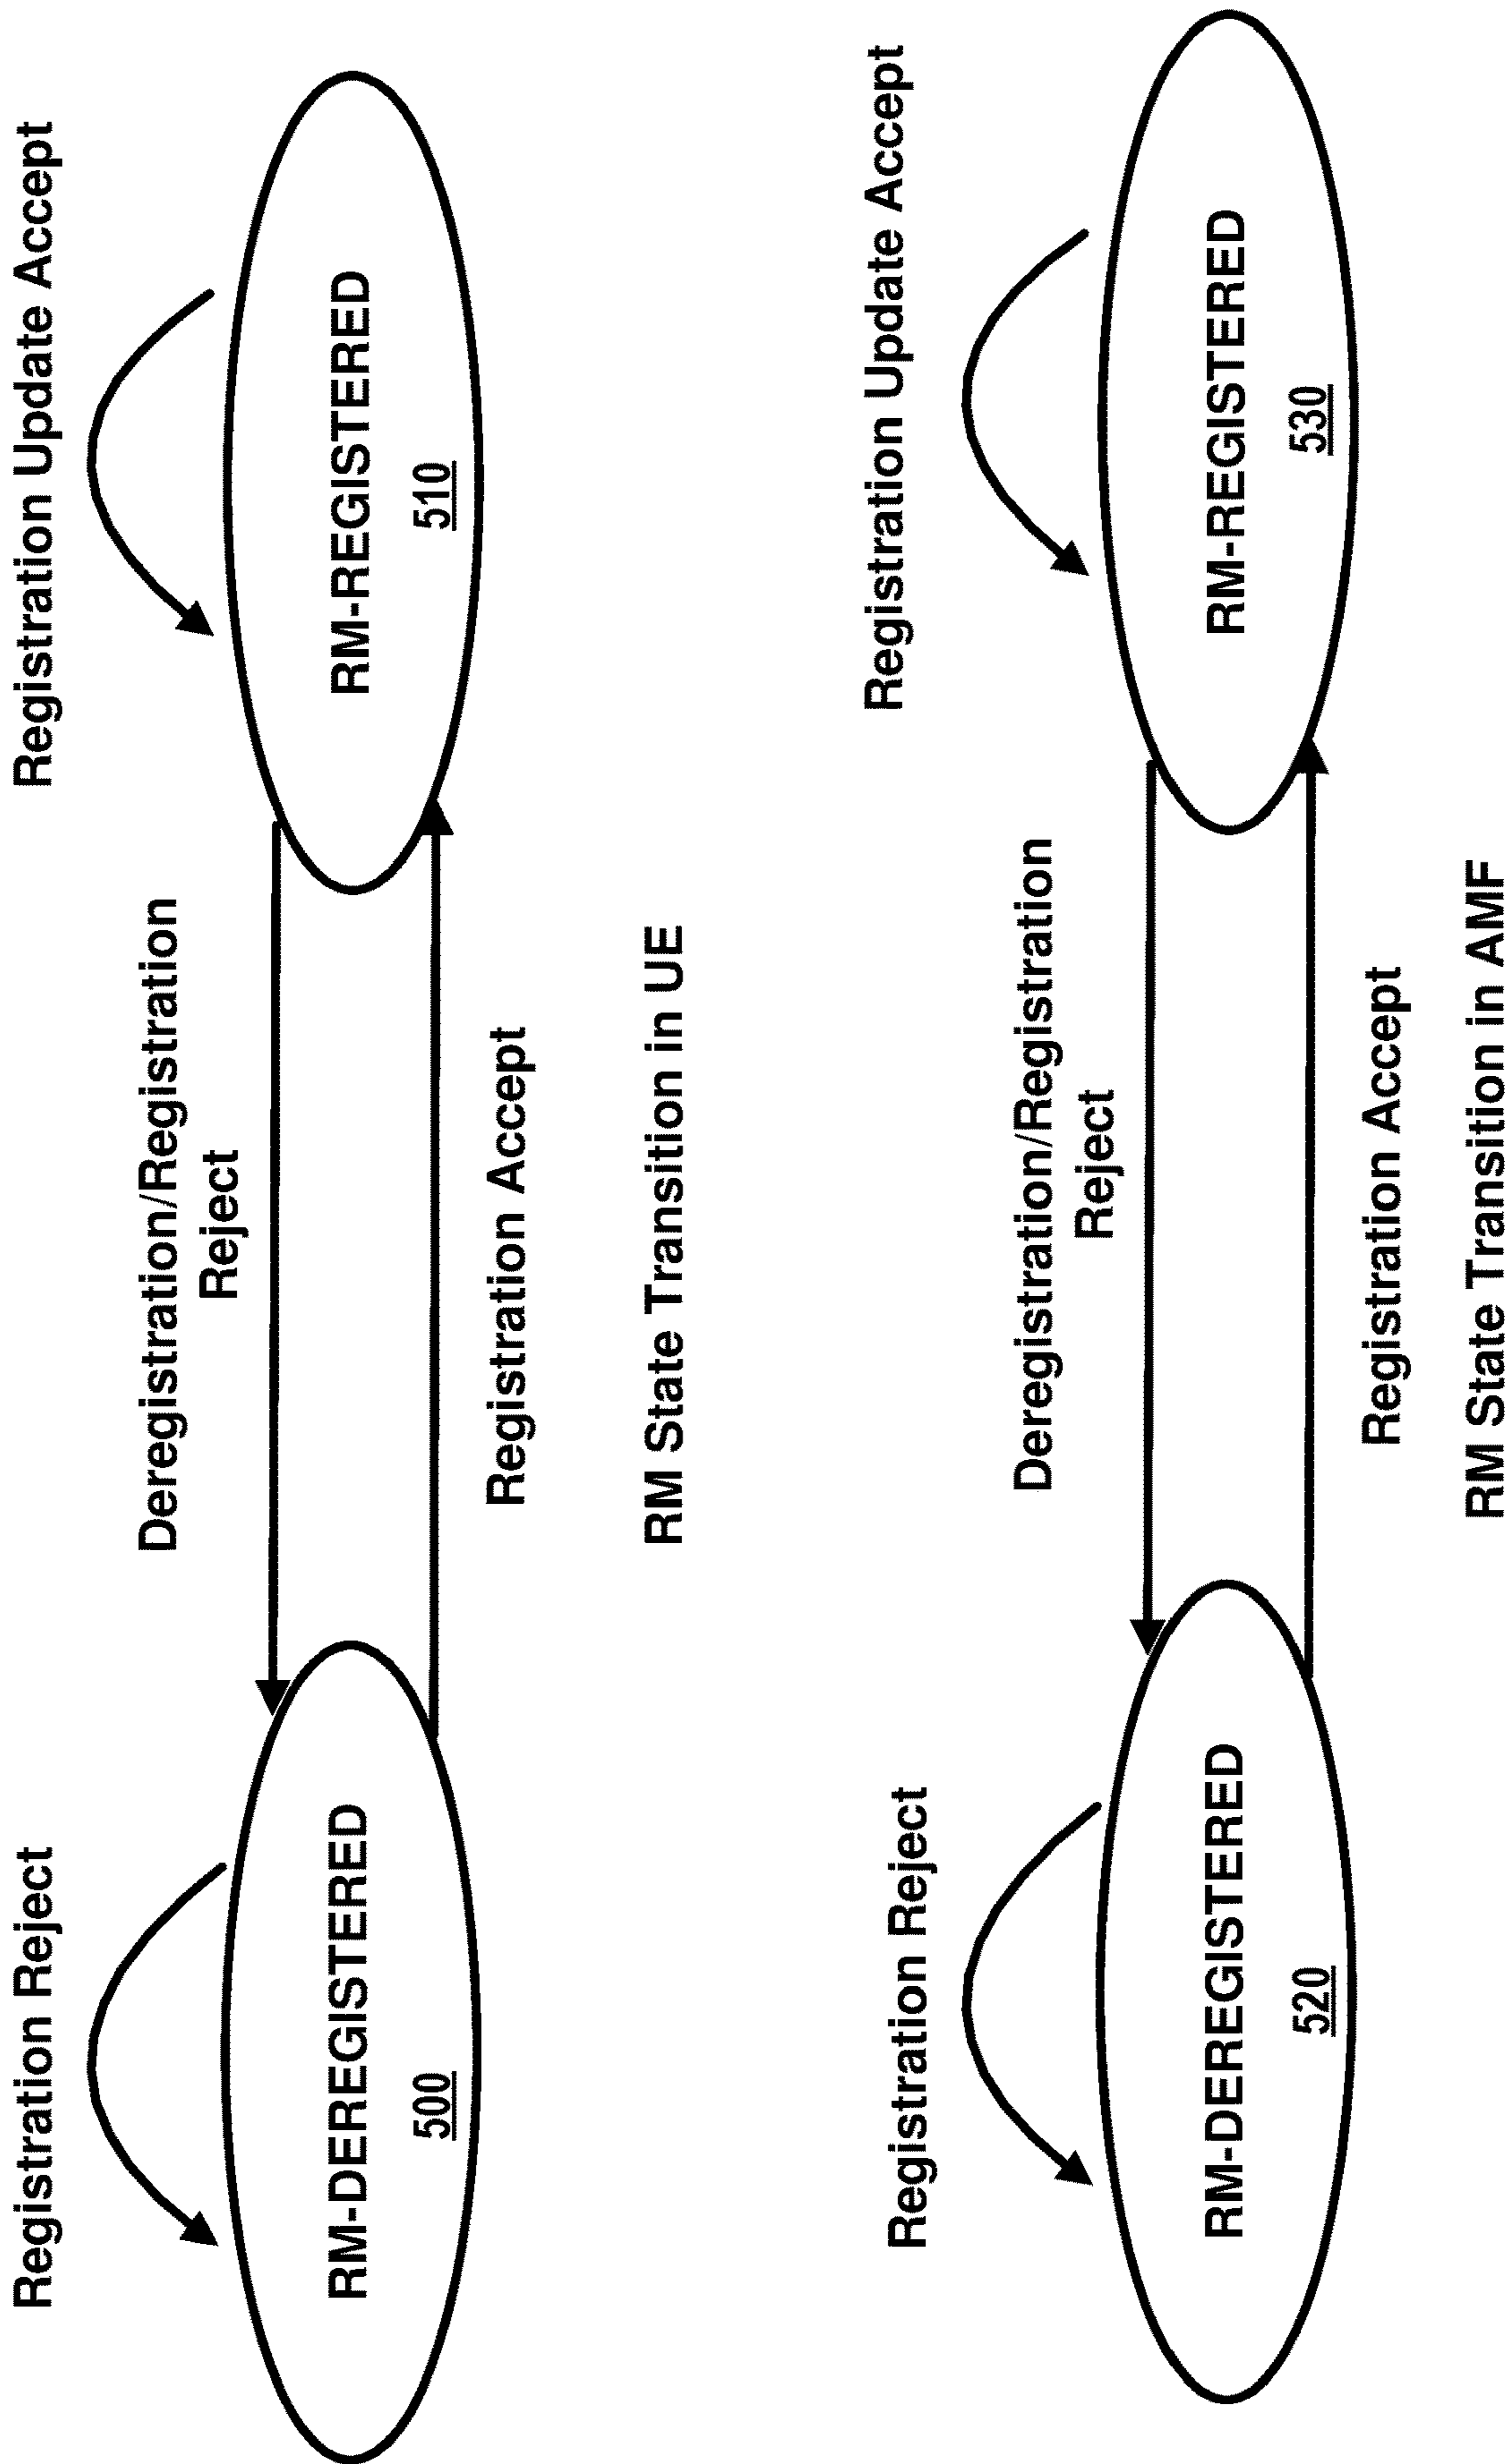 Registration Reject
Registration Update Accept
Deregistration/Registration
Reject
RM-DEREGISTERED
500
RM-REGISTERED
510
Registration Accept
RM State Transition in UE
Registration Reject
Registration Update Accept
Deregistration/Registration
Reject
RM-DEREGISTERED
520
RM-REGISTERED
530
Registration Accept
RM State Transition in AMF